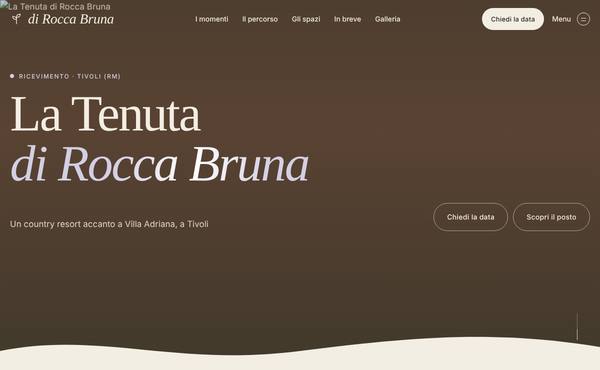 La Tenuta di Rocca Bruna
di Rocca Bruna
I momenti
Il percorso
Gli spazi
In breve
Galleria
Chiedi la data
Menu
RICEVIMENTO · TIVOLI (RM)
La Tenuta
di Rocca Bruna
Un country resort accanto a Villa Adriana, a Tivoli
Chiedi la data
Scopri il posto